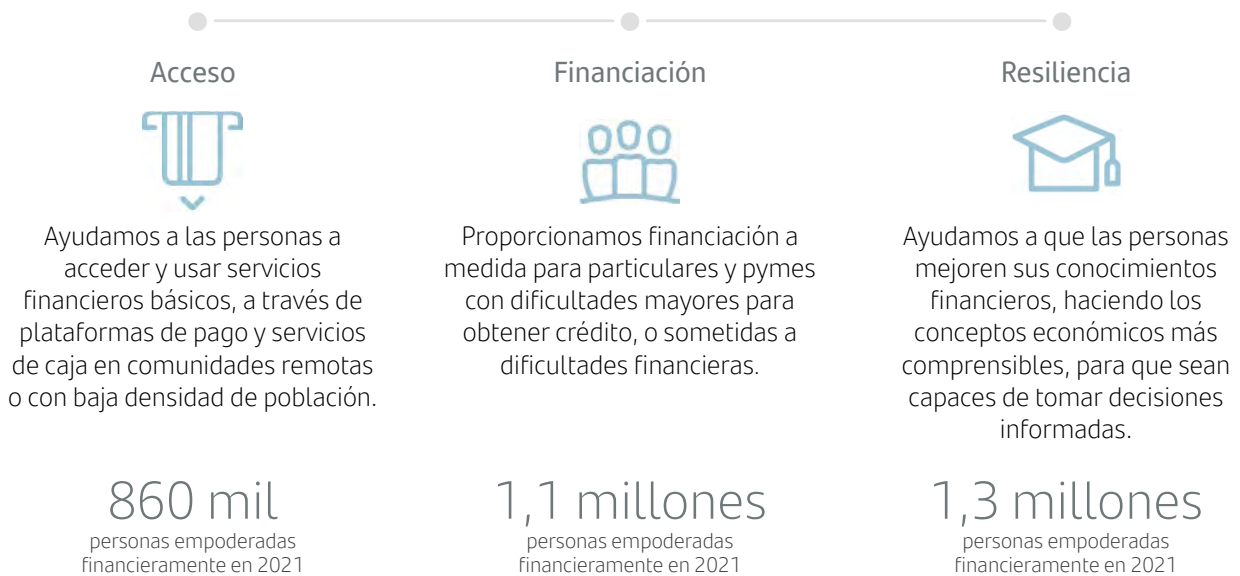 Acceso
Ayudamos a las personas a
acceder y usar servicios
financieros básicos, a través de
plataformas de pago y servicios
de caja en comunidades remotas
o con baja densidad de población.
860 mil
personas empoderadas
financieramente en 2021
Financiación
Proporcionamos financiación a
medida para particulares y pymes
con dificultades mayores para
obtener crédito, o sometidas a
dificultades financieras.
1,1 millones
personas empoderadas
financieramente en 2021
Resiliencia
Ayudamos a que las personas
mejoren sus conocimientos
financieros, haciendo los
conceptos económicos más
comprensibles, para que sean
capaces de tomar decisiones
informadas.
1,3 millones
personas empoderadas
financieramente en 2021